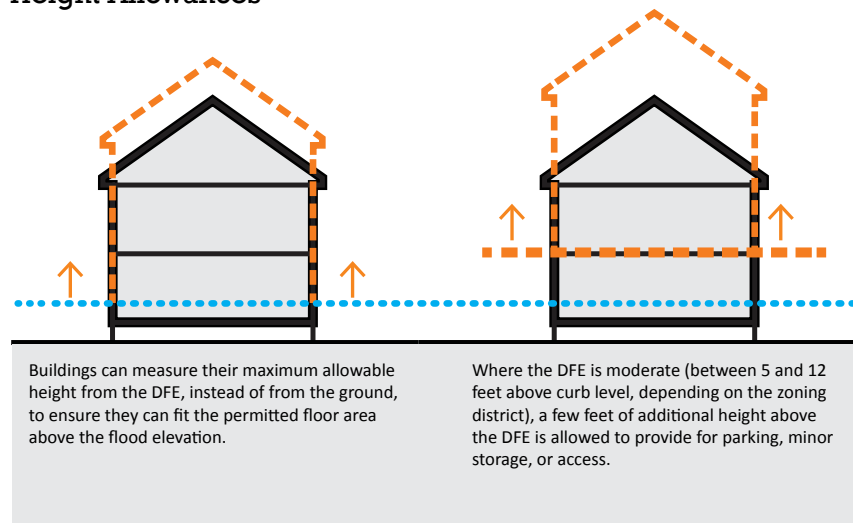 Height Allowances
Buildings can measure their maximum allowable
height from the DFE, instead of from the ground,
to ensure they can fit the permitted floor area
above the flood elevation.
Where the DFE is moderate (between 5 and 12
feet above curb level, depending on the zoning
district), a few feet of additional height above
the DFE is allowed to provide for parking, minor
storage, or access.